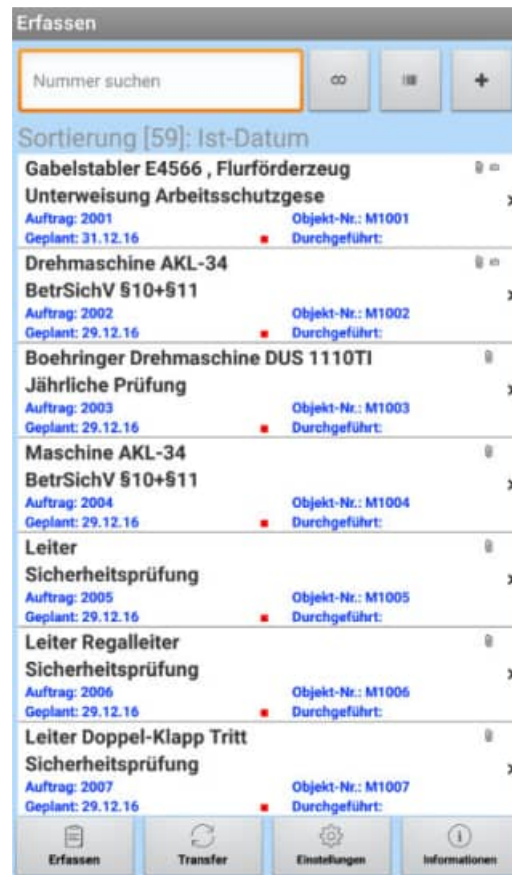 Erfassen
Nummer suchen
Sortierung [59]: Ist-Datum
Gabelstabler E4566 , Flurförderzeug
Unterweisung Arbeitsschutzgese
Auftrag: 2001 Objekt-Nr.: M1001
Geplant: 31.12.16 Durchgeführt:
Drehmaschine AKL-34
BetrSichV §10+§11
Auftrag: 2002 Objekt-Nr.: M1002
Geplant: 29.12.16 Durchgeführt:
Boehringer Drehmaschine DUS 1110TI
Jährliche Prüfung
Auftrag: 2003 Objekt-Nr.: M1003
Geplant: 29.12.16 Durchgeführt:
Maschine AKL-34
BetrSichV §10+§11
Auftrag: 2004 Objekt-Nr.: M1004
Geplant: 29.12.16 Durchgeführt:
Leiter
Sicherheitsprüfung
Auftrag: 2005 Objekt-Nr.: M1005
Geplant: 29.12.16 Durchgeführt:
Leiter Regalleiter
Sicherheitsprüfung
Auftrag: 2006 Objekt-Nr.: M1006
Geplant: 29.12.16 Durchgeführt:
Leiter Doppel-Klapp Tritt
Sicherheitsprüfung
Auftrag: 2007 Objekt-Nr.: M1007
Geplant: 29.12.16 Durchgeführt:
Erfassen Transfer Einstellungen Informationen